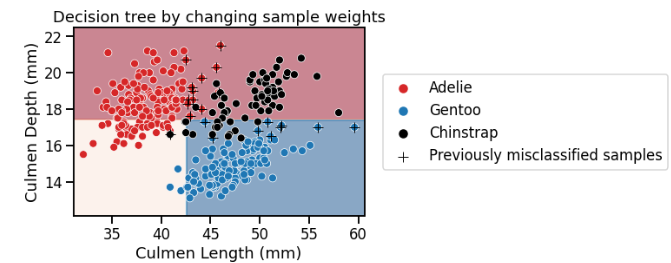 Decision tree by changing sample weights
22
20
18
16
14
Culmen Depth (mm)
35 40 45 50 55 60
Culmen Length (mm)
Adelie
Gentoo
Chinstrap
Previously misclassified samples